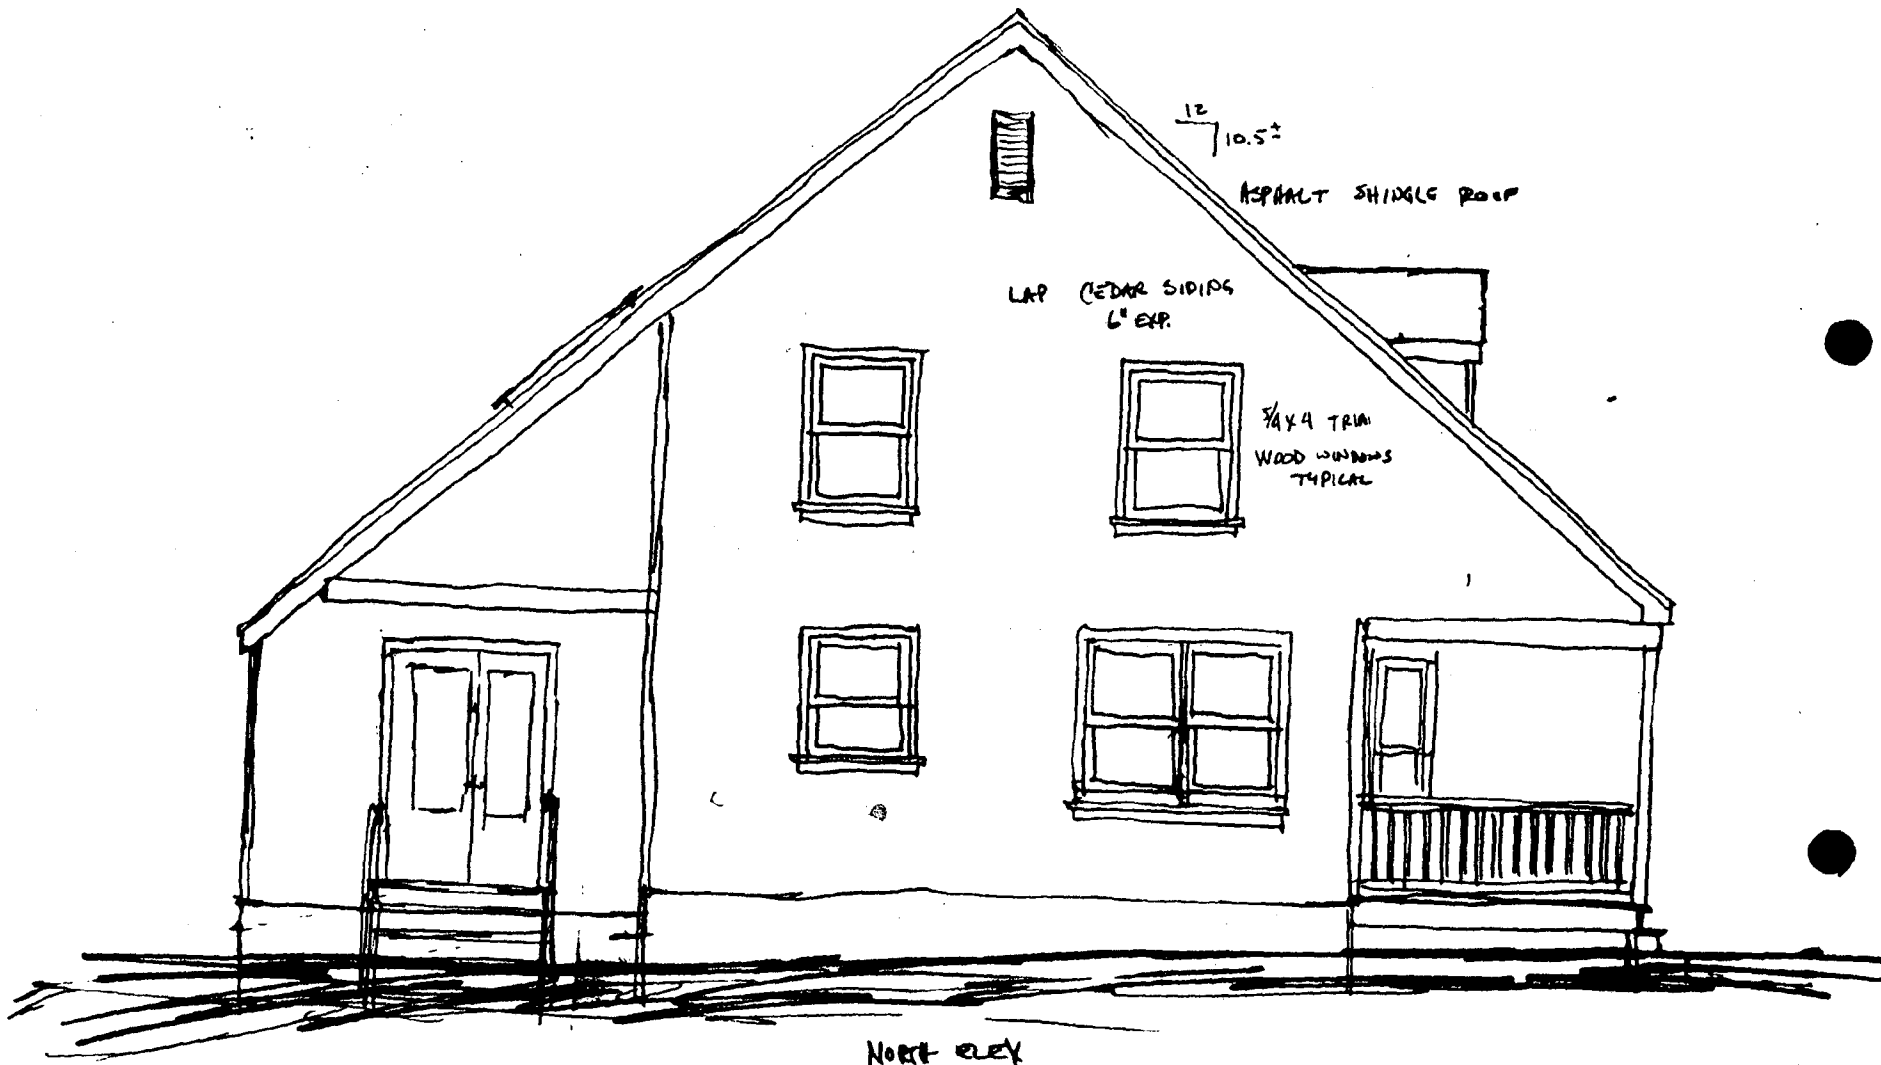 12
10.5±
ASPHALT SHINGLE ROOF
LAP CEDAR SIDING
6" EXP.
5/4 x 4 TRIM
WOOD WINDOWS
TYPICAL
NORTH ELEV